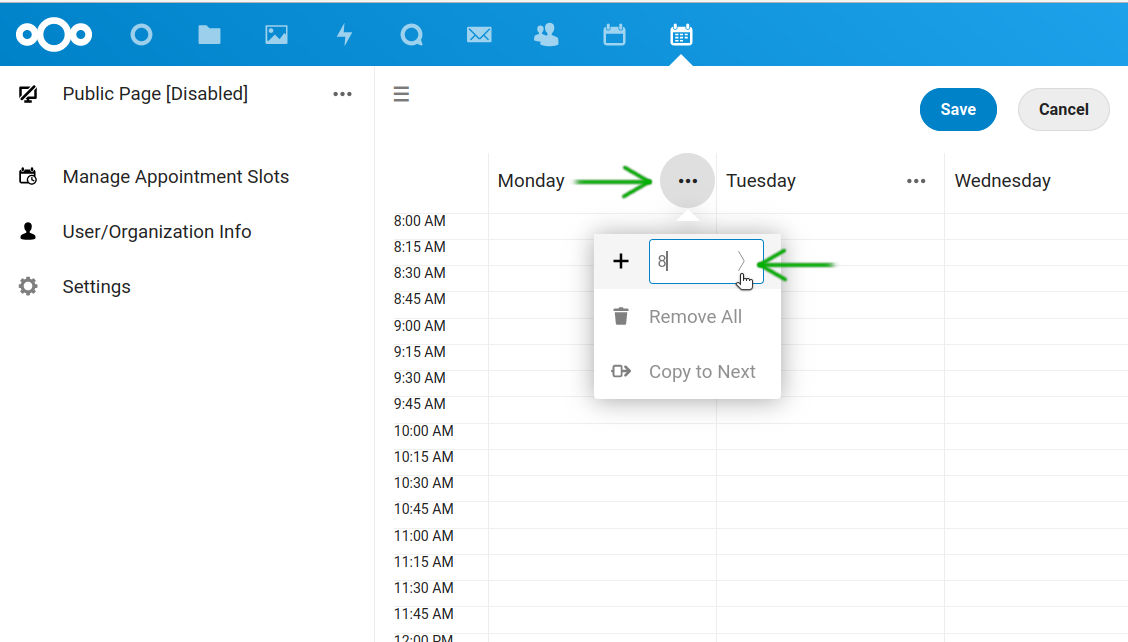 Public Page [Disabled]
Manage Appointment Slots
User/Organization Info
Settings
Save
Cancel
Monday
Tuesday
Wednesday
8
Remove All
Copy to Next
8:00 AM
8:15 AM
8:30 AM
8:45 AM
9:00 AM
9:15 AM
9:30 AM
9:45 AM
10:00 AM
10:15 AM
10:30 AM
10:45 AM
11:00 AM
11:15 AM
11:30 AM
11:45 AM
12:00 PM